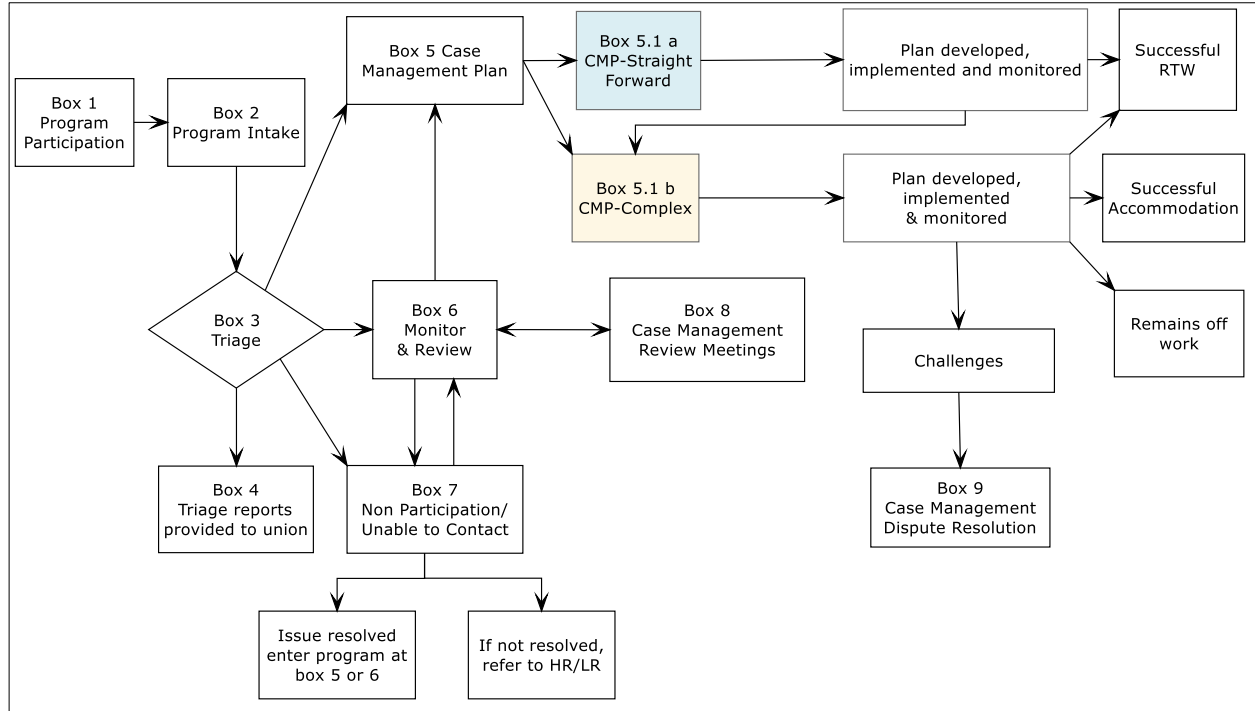 Box 1
Program
Participation
Box 2
Program Intake
Box 5 Case
Management Plan
Box 5.1 a
CMP-Straight
Forward
Plan developed,
implemented and monitored
Successful
RTW
Box 5.1 b
CMP-Complex
Plan developed,
implemented
& monitored
Successful
Accommodation
Remains off
work
Box 3
Triage
Box 6
Monitor
& Review
Box 8
Case Management
Review Meetings
Challenges
Box 4
Triage reports
provided to union
Box 7
Non Participation/
Unable to Contact
Box 9
Case Management
Dispute Resolution
Issue resolved
enter program at
box 5 or 6
If not resolved,
refer to HR/LR